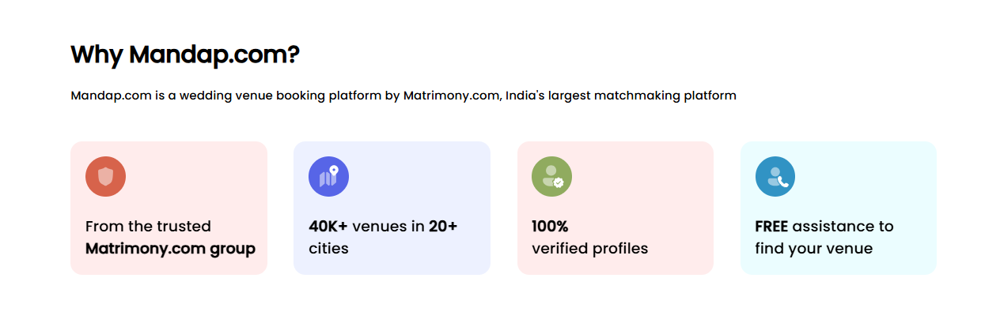 Why Mandap.com?
Mandap.com is a wedding venue booking platform by Matrimony.com, India's largest matchmaking platform
From the trusted
Matrimony.com group
40K+ venues in 20+
cities
100%
verified profiles
FREE assistance to
find your venue